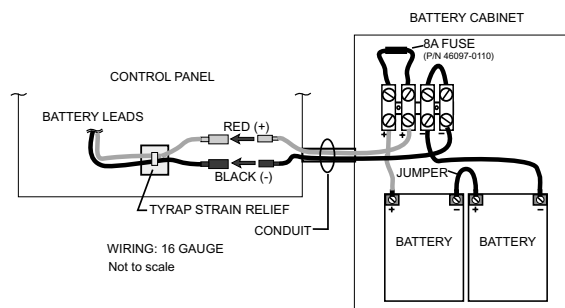 BATTERY CABINET
8A FUSE
(P/N 46097-0110)
CONTROL PANEL
BATTERY LEADS
RED (+)
+ + − −
BLACK (-)
JUMPER
TYRAP STRAIN RELIEF
CONDUIT
+ − + −
BATTERY BATTERY
WIRING: 16 GAUGE
Not to scale